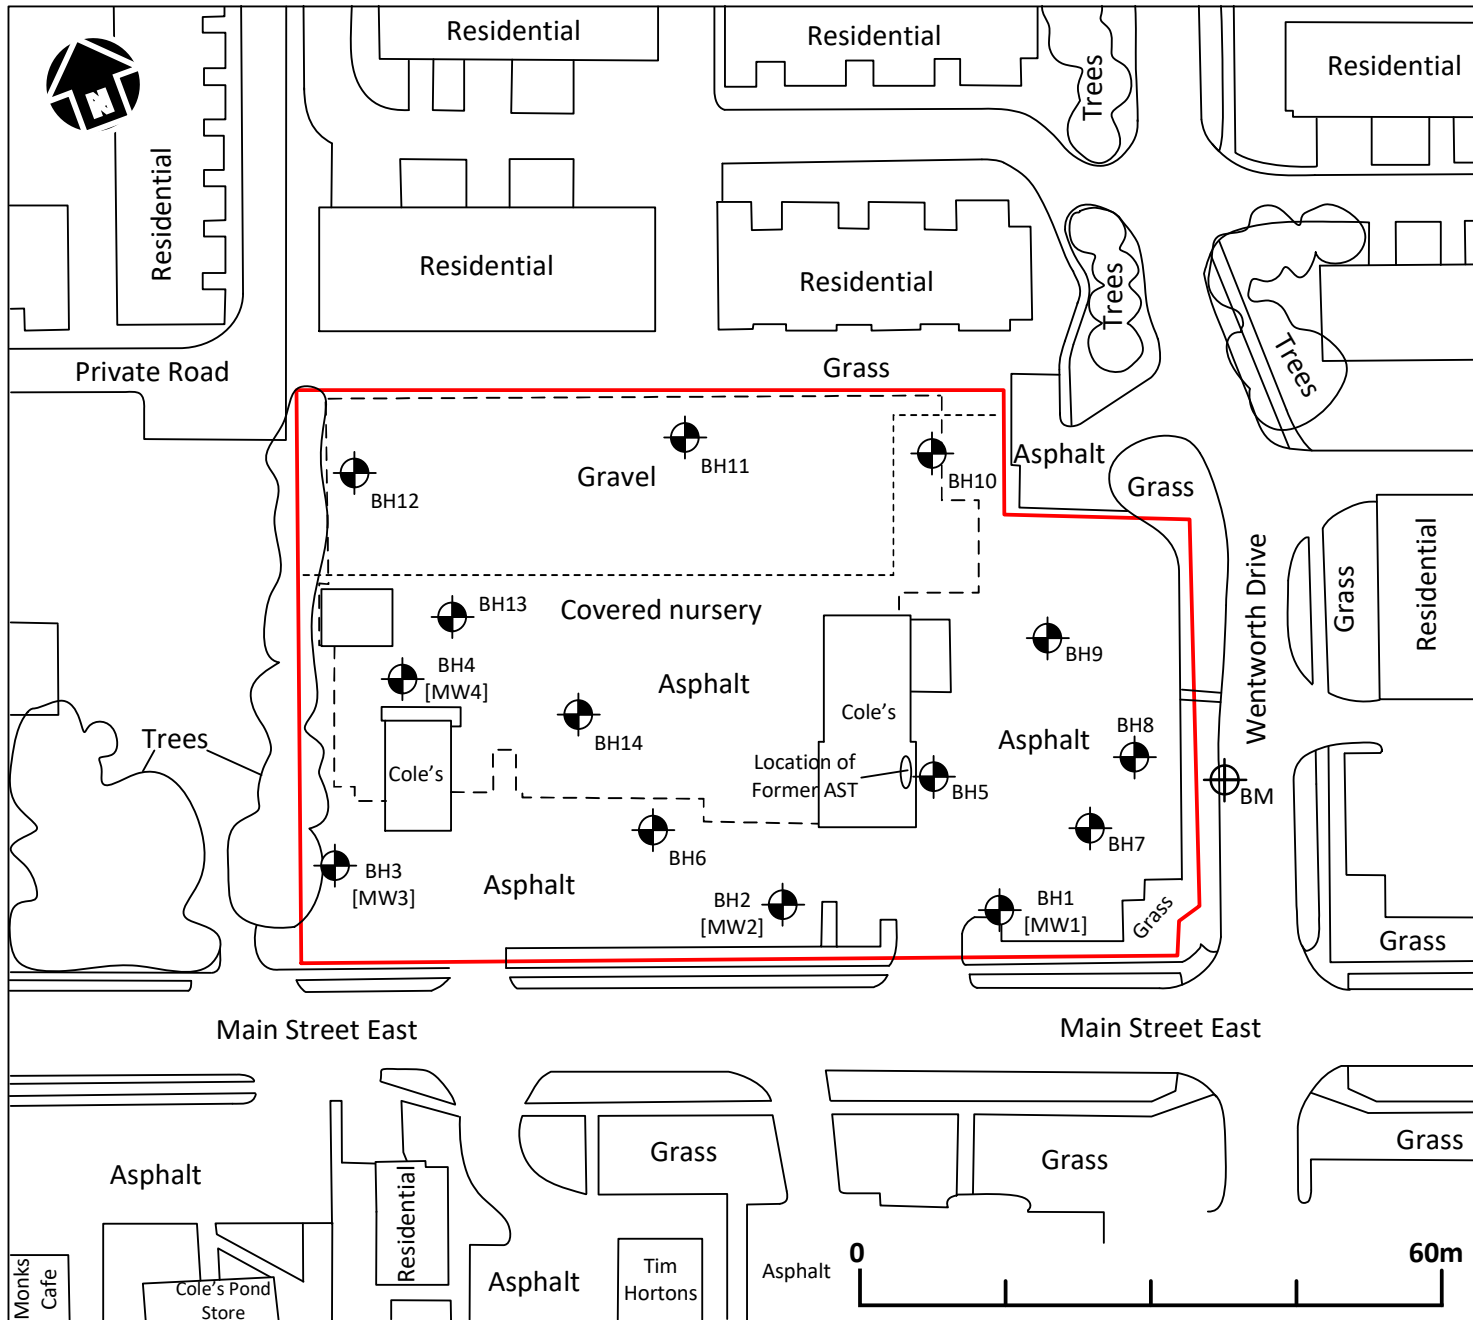 Residential
Residential
Residential
Trees
N
Residential
Residential
Residential
Trees
Trees
Private Road
Grass
Gravel
BH11
BH12
BH10
Asphalt
Grass
Wentworth Drive
Grass
Residential
Covered nursery
BH13
BH4
[MW4]
Asphalt
BH9
Trees
BH14
Cole's
Asphalt
BH8
Cole's
Location of
Former AST
BH5
BM
BH7
BH6
BH3
[MW3]
Asphalt
BH2
[MW2]
BH1
[MW1]
Grass
Grass
Main Street East
Main Street East
Asphalt
Residential
Grass
Grass
Grass
0
60m
Monks
Cafe
Cole's Pond
Store
Asphalt
Tim
Hortons
Asphalt